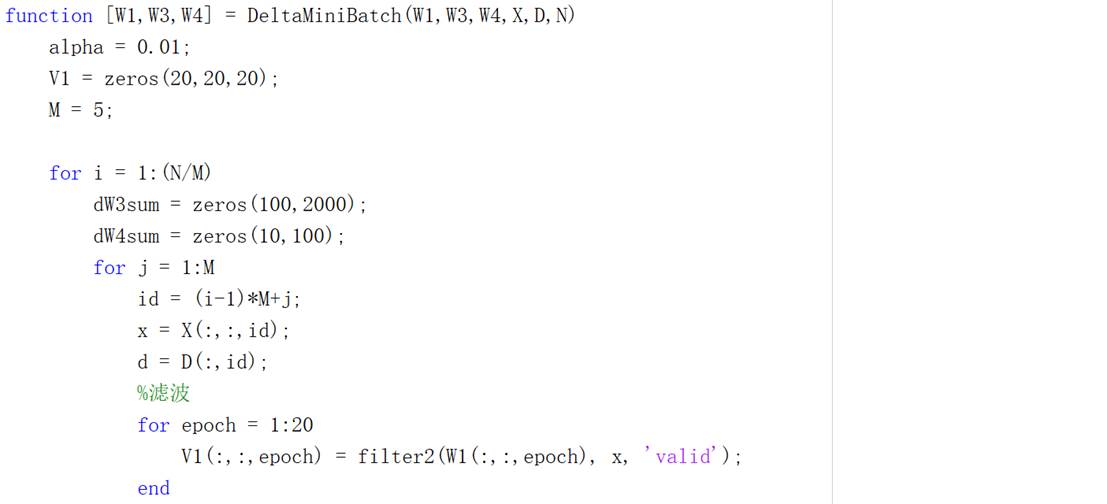 function [W1,W3,W4] = DeltaMiniBatch(W1,W3,W4,X,D,N)
alpha = 0.01;
V1 = zeros(20,20,20);
M = 5;
for i = 1:(N/M)
dW3sum = zeros(100,2000);
dW4sum = zeros(10,100);
for j = 1:M
id = (i-1)*M+j;
x = X(:,:,id);
d = D(:,id);
%滤波
for epoch = 1:20
V1(:,:,epoch) = filter2(W1(:,:,epoch), x, 'valid');
end